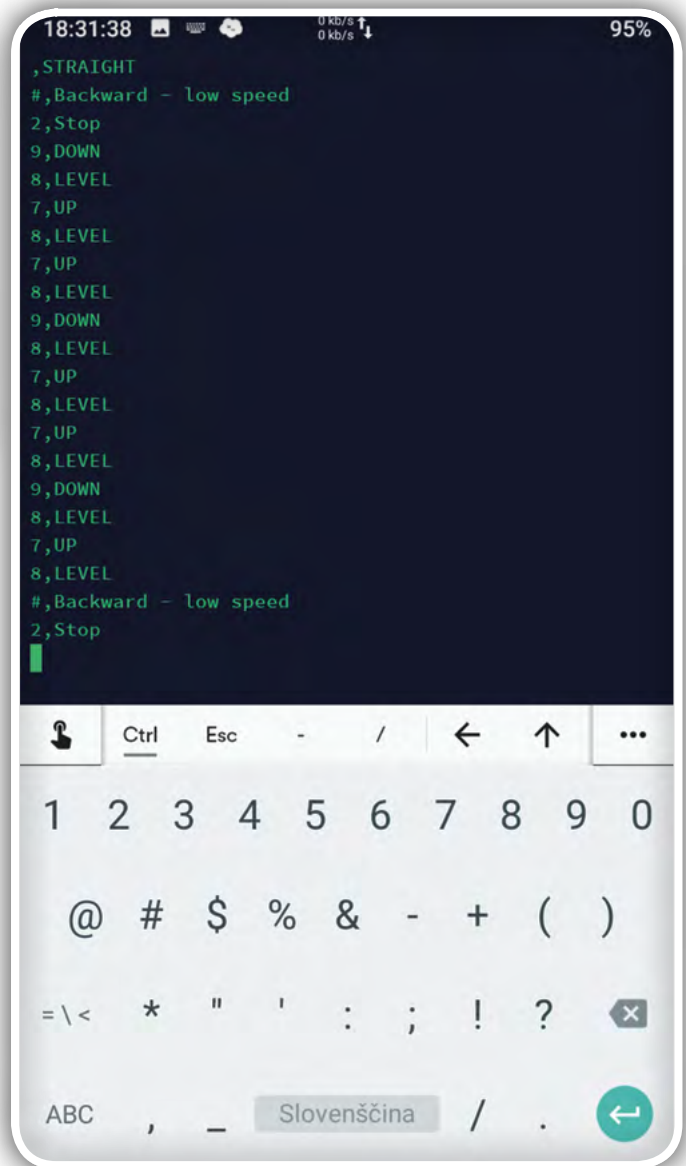 18:31:38 0 kb/s 95%
0 kb/s
,STRAIGHT
#,Backward - low speed
2,Stop
9,DOWN
8,LEVEL
7,UP
8,LEVEL
7,UP
8,LEVEL
9,DOWN
8,LEVEL
7,UP
8,LEVEL
7,UP
8,LEVEL
9,DOWN
8,LEVEL
7,UP
8,LEVEL
#,Backward - low speed
2,Stop
Ctrl Esc - / ← ↑ •••
1 2 3 4 5 6 7 8 9 0
@ # $ % & - + ( )
= \ < * " ' : ; ! ?
ABC , _ Slovenščina / .